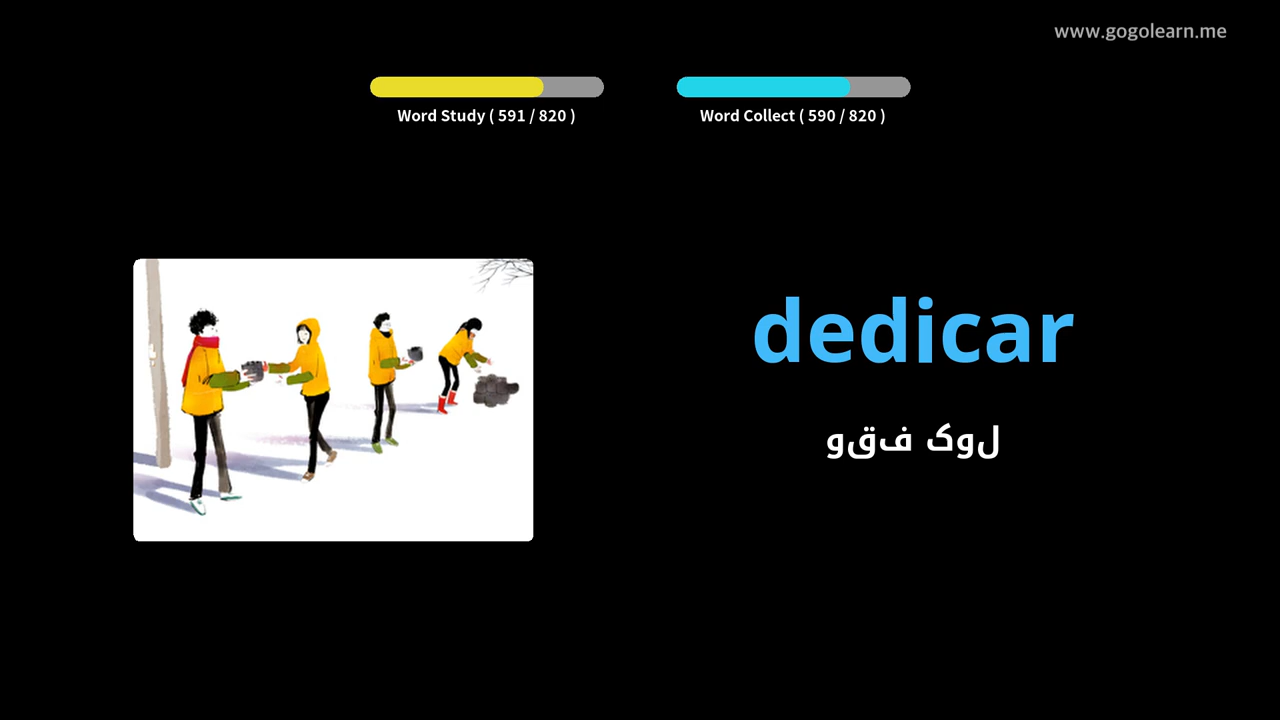 www.gogolearn.me
Word Study ( 591 / 820 )
Word Collect ( 590 / 820 )
dedicar
لوک فقو